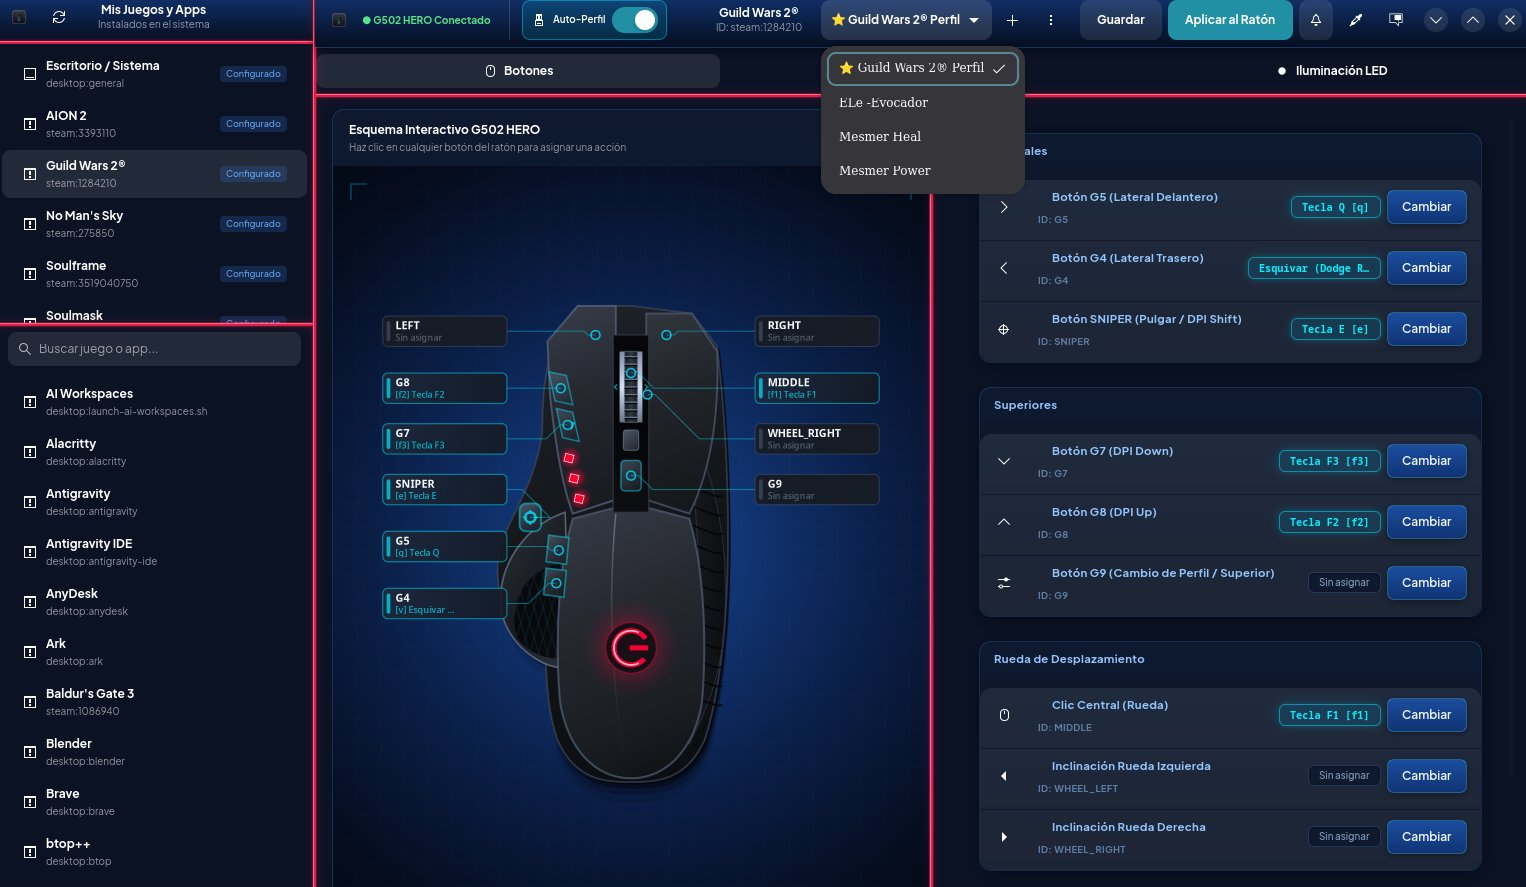 Mis Juegos y Apps
Instalados en el sistema
Escritorio / Sistema
desktop:general
Configurado
AION 2
steam:3393110
Configurado
Guild Wars 2®
steam:1284210
Configurado
No Man's Sky
steam:275850
Configurado
Soulframe
steam:3519040750
Configurado
Soulmask
Buscar juego o app...
AI Workspaces
desktop:launch-ai-workspaces.sh
Alacritty
desktop:alacritty
Antigravity
desktop:antigravity
Antigravity IDE
desktop:antigravity-ide
AnyDesk
desktop:anydesk
Ark
desktop:ark
Baldur's Gate 3
steam:1086940
Blender
desktop:blender
Brave
desktop:brave
btop++
desktop:btop
G502 HERO Conectado
Auto-Perfil
Guild Wars 2®
ID: steam:1284210
⭐ Guild Wars 2® Perfil
Guardar
Aplicar al Ratón
Botones
Iluminación LED
⭐ Guild Wars 2® Perfil
ELe -Evocador
Mesmer Heal
Mesmer Power
Esquema Interactivo G502 HERO
Haz clic en cualquier botón del ratón para asignar una acción
LEFT
Sin asignar
G8
[f2] Tecla F2
G7
[f3] Tecla F3
SNIPER
[e] Tecla E
G5
[q] Tecla Q
G4
[v] Esquivar ...
RIGHT
Sin asignar
MIDDLE
[f1] Tecla F1
WHEEL_RIGHT
Sin asignar
G9
Sin asignar
ales
Botón G5 (Lateral Delantero)
ID: G5
Tecla Q [q]
Cambiar
Botón G4 (Lateral Trasero)
ID: G4
Esquivar (Dodge R...
Cambiar
Botón SNIPER (Pulgar / DPI Shift)
ID: SNIPER
Tecla E [e]
Cambiar
Superiores
Botón G7 (DPI Down)
ID: G7
Tecla F3 [f3]
Cambiar
Botón G8 (DPI Up)
ID: G8
Tecla F2 [f2]
Cambiar
Botón G9 (Cambio de Perfil / Superior)
ID: G9
Sin asignar
Cambiar
Rueda de Desplazamiento
Clic Central (Rueda)
ID: MIDDLE
Tecla F1 [f1]
Cambiar
Inclinación Rueda Izquierda
ID: WHEEL_LEFT
Sin asignar
Cambiar
Inclinación Rueda Derecha
ID: WHEEL_RIGHT
Sin asignar
Cambiar